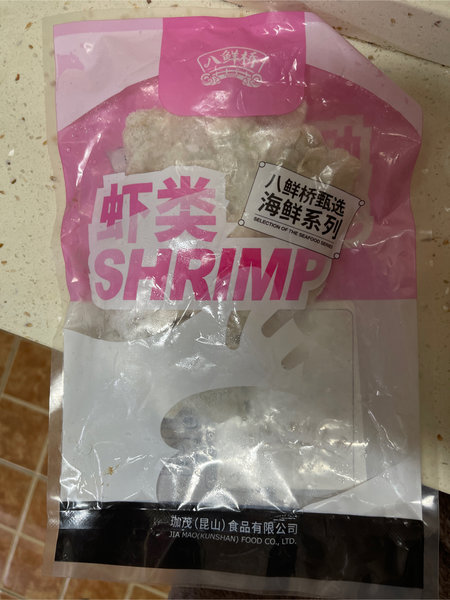 八鲜桥
八鲜桥甄选
海鲜系列
SELECTION OF THE SEAFOOD SERIES
虾类
SHRIMP
珈茂(昆山)食品有限公司
JIA MAO(KUNSHAN) FOOD CO., LTD.